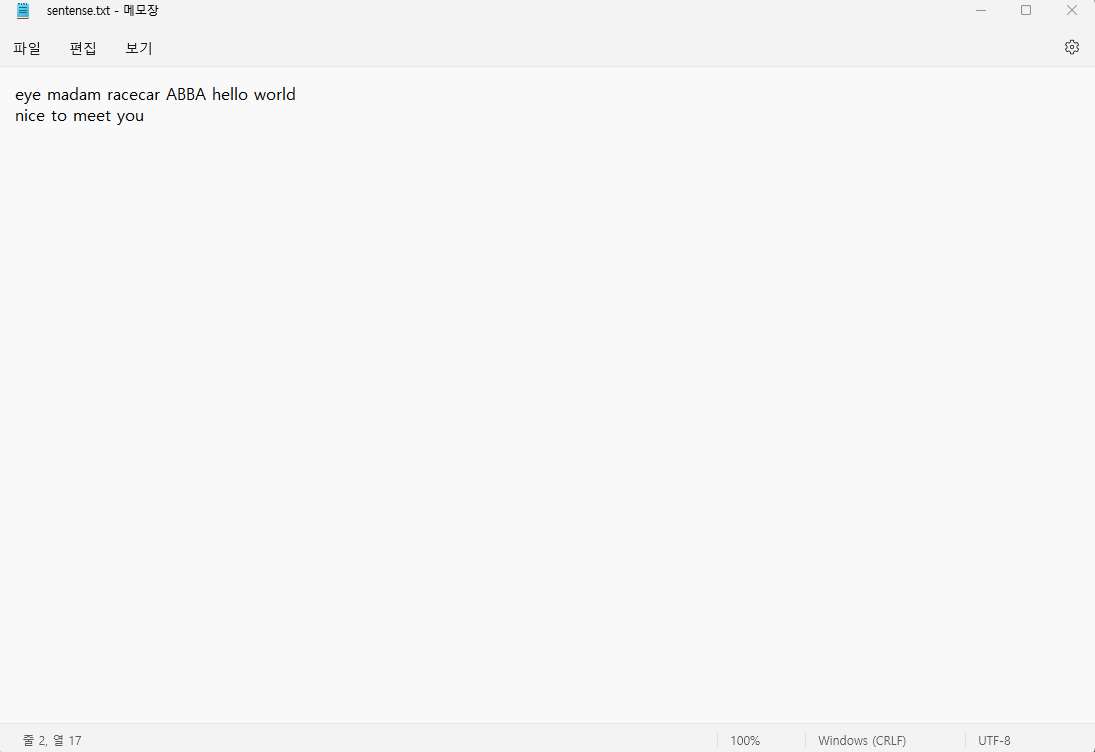 sentense.txt - 메모장
파일 편집 보기
eye madam racecar ABBA hello world
nice to meet you
줄 2, 열 17 100% Windows (CRLF) UTF-8